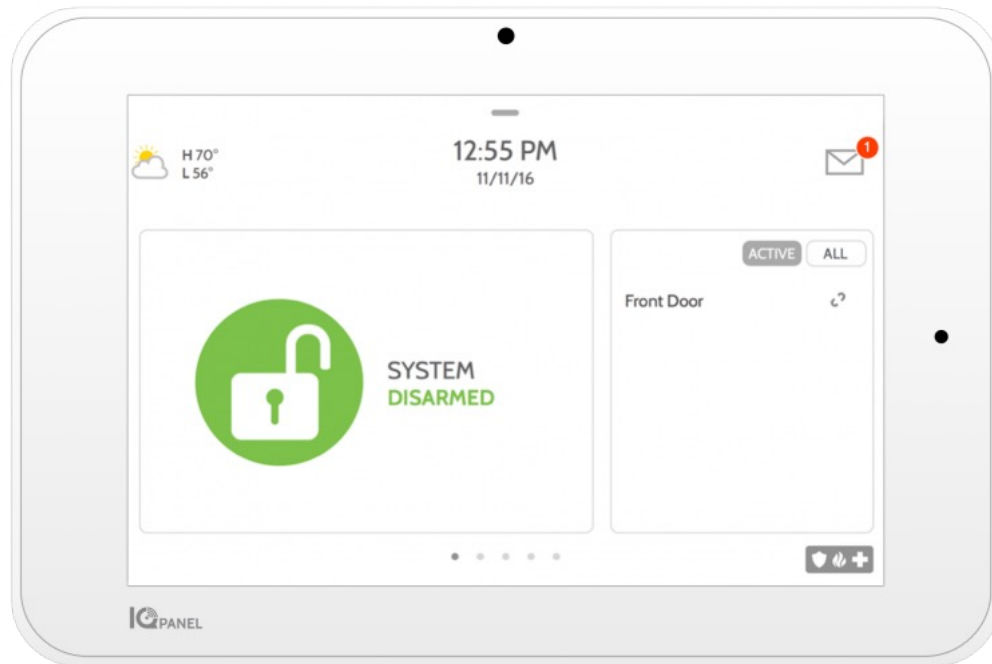 H 70°
L 56°
12:55 PM
11/11/16
1
ACTIVE ALL
Front Door
SYSTEM
DISARMED
IQ PANEL